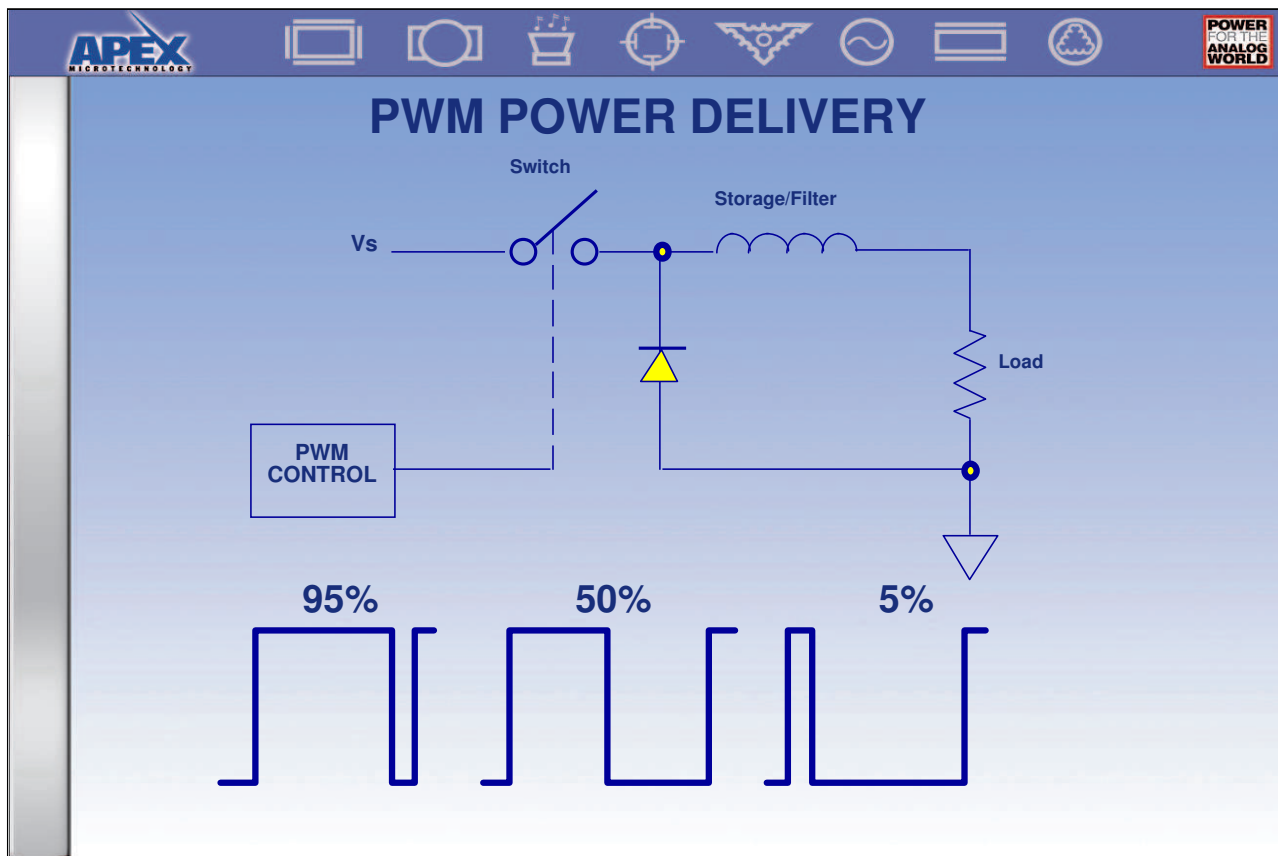 APEX
MICROTECHNOLOGY
POWER
FOR THE
ANALOG
WORLD
PWM POWER DELIVERY
Switch
Storage/Filter
Vs
Load
PWM
CONTROL
95%
50%
5%